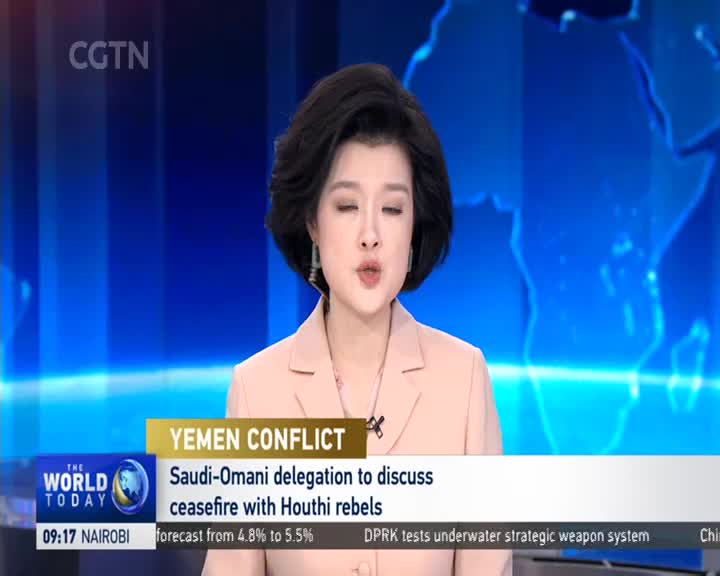 CGTN
YEMEN CONFLICT
THE
WORLD
TODAY
Saudi-Omani delegation to discuss
ceasefire with Houthi rebels
09:17 NAIROBI
forecast from 4.8% to 5.5% DPRK tests underwater strategic weapon system Chi